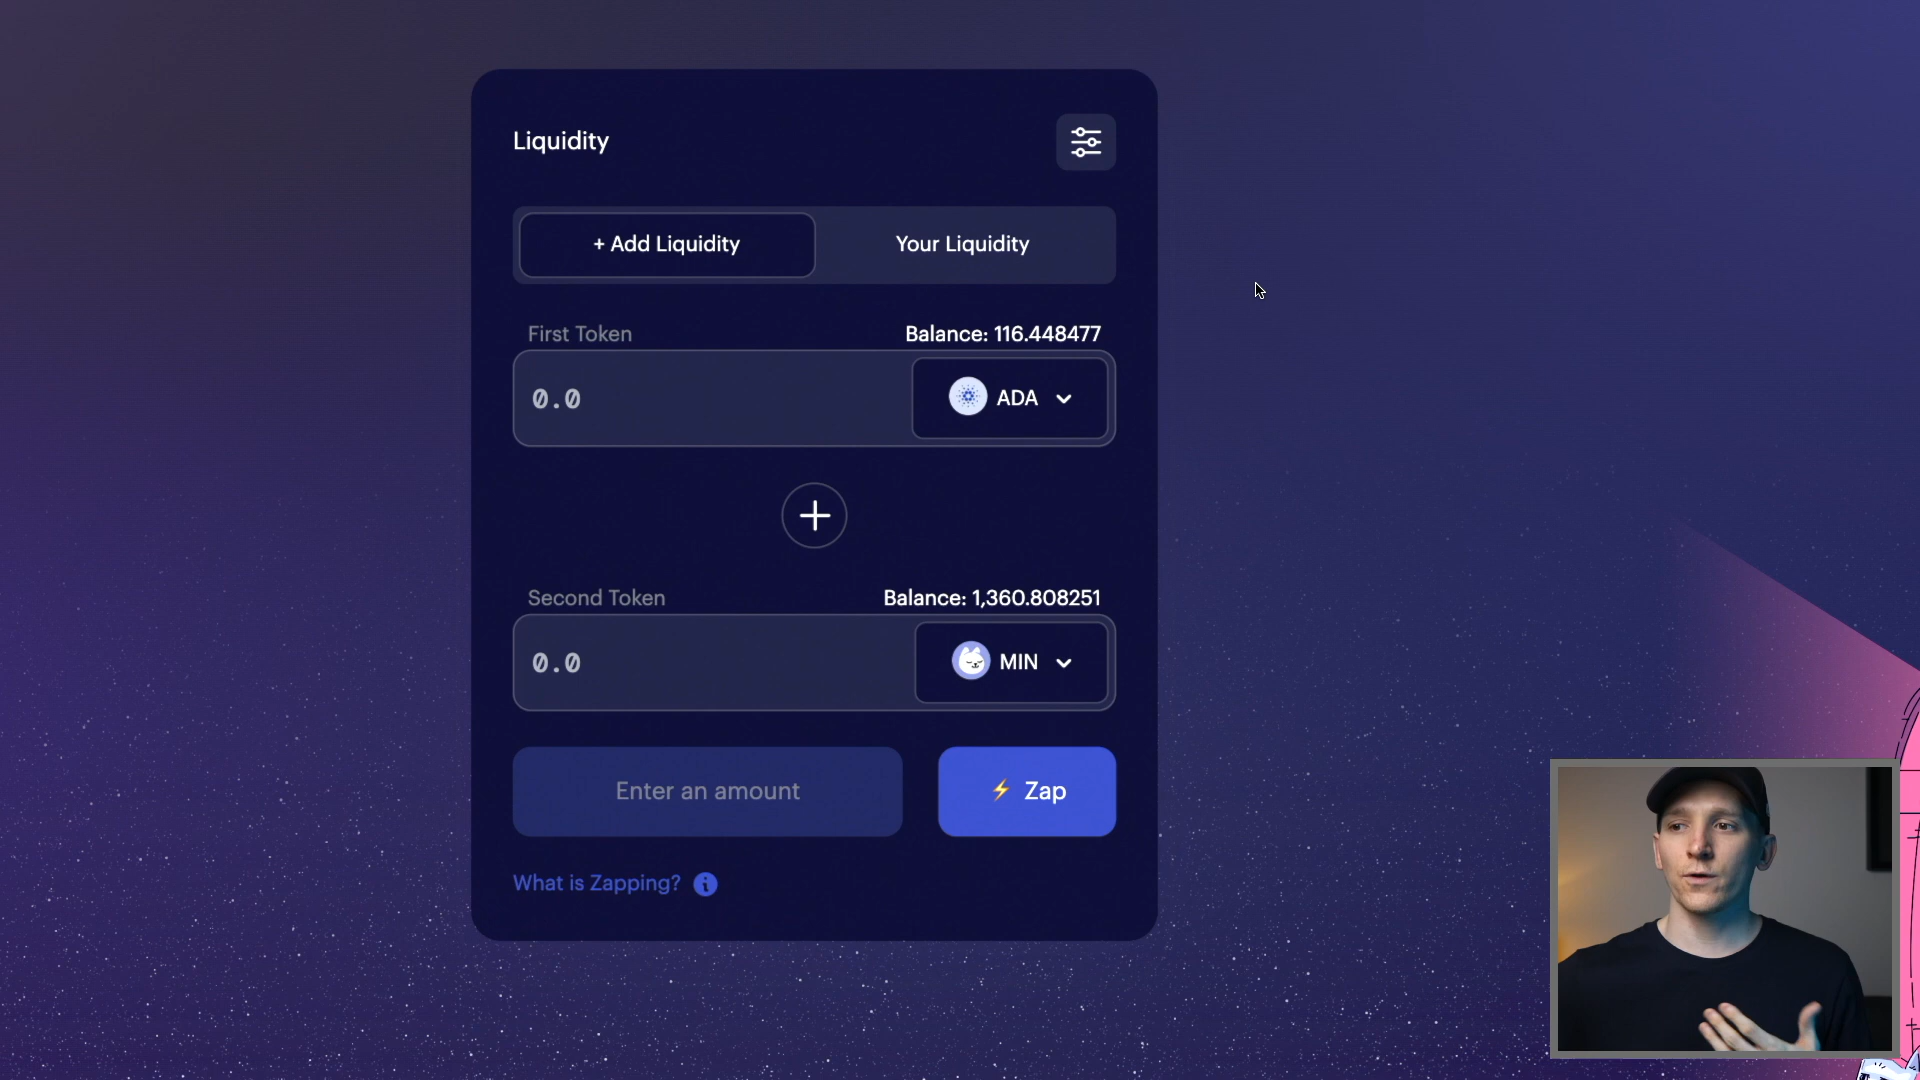 Liquidity
+ Add Liquidity
Your Liquidity
First Token
Balance: 116.448477
0.0
ADA
Second Token
Balance: 1,360.808251
0.0
MIN
Enter an amount
⚡ Zap
What is Zapping?